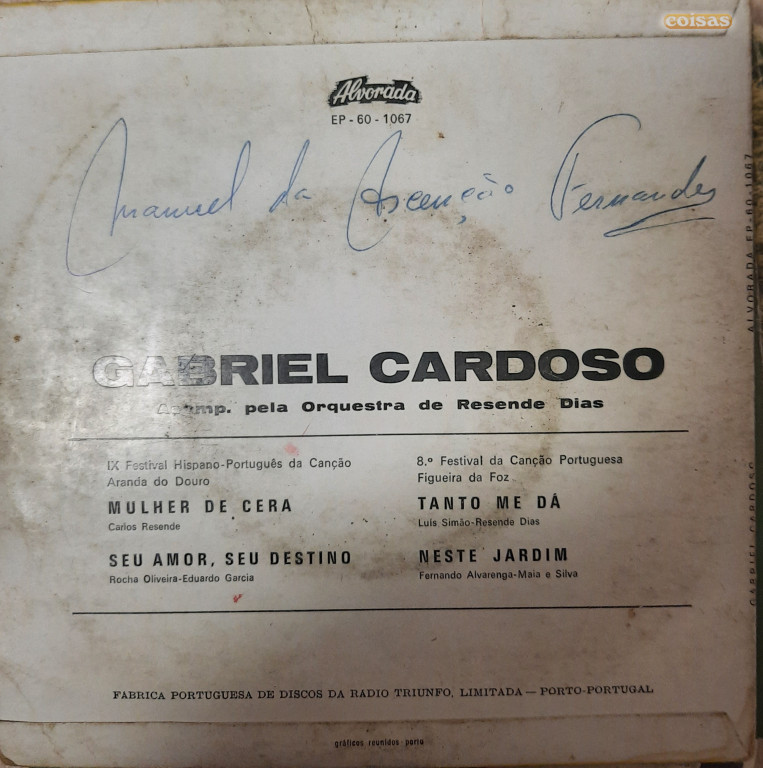 coisas
Alvorada
EP - 60 - 1067
Manuel da Ascenção Fernandes
GABRIEL CARDOSO
Acomp. pela Orquestra de Resende Dias
IX Festival Hispano-Português da Canção
Aranda do Douro
MULHER DE CERA
Carlos Resende
SEU AMOR, SEU DESTINO
Rocha Oliveira-Eduardo Garcia
8.º Festival da Canção Portuguesa
Figueira da Foz
TANTO ME DÁ
Luís Simão-Resende Dias
NESTE JARDIM
Fernando Alvarenga-Maia e Silva
FABRICA PORTUGUESA DE DISCOS DA RADIO TRIUNFO, LIMITADA — PORTO-PORTUGAL
gráficos reunidos porto
ALVORADA EP-60-1067
GABRIEL CARDOSO